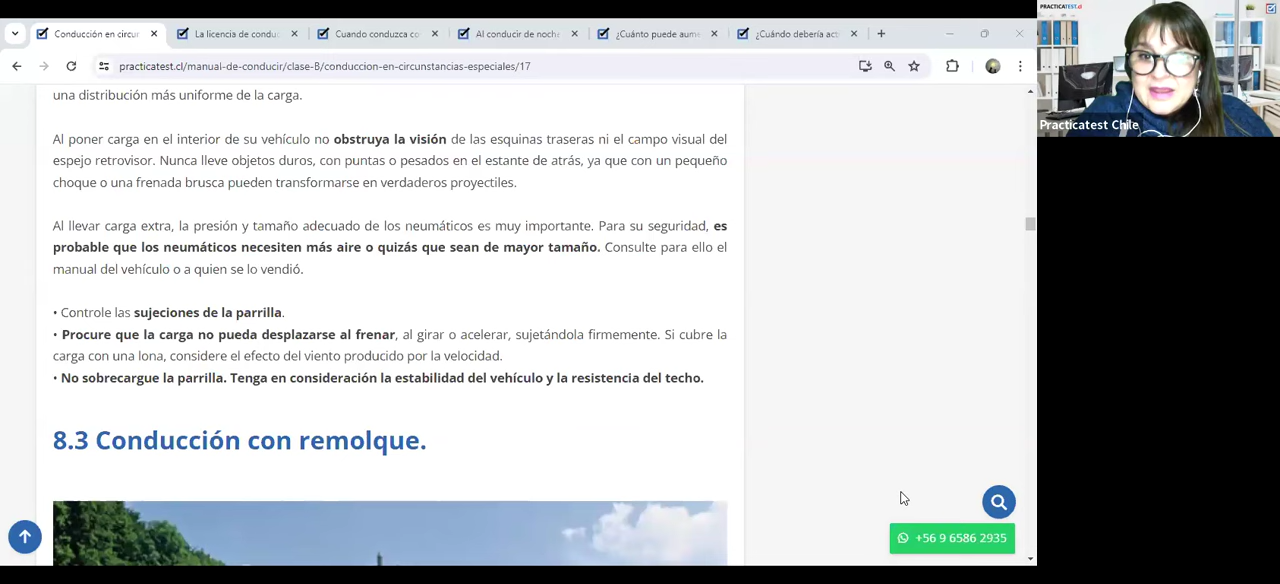 Conducción en circur
La licencia de conduc
Cuando conduzca co
Al conducir de noche
¿Cuánto puede aume
¿Cuándo debería act
practicatest.cl/manual-de-conducir/clase-B/conduccion-en-circunstancias-especiales/17
PRACTICATEST.cl
Practicatest Chile
una distribución más uniforme de la carga.
Al poner carga en el interior de su vehículo no obstruya la visión de las esquinas traseras ni el campo visual del
espejo retrovisor. Nunca lleve objetos duros, con puntas o pesados en el estante de atrás, ya que con un pequeño
choque o una frenada brusca pueden transformarse en verdaderos proyectiles.
Al llevar carga extra, la presión y tamaño adecuado de los neumáticos es muy importante. Para su seguridad, es
probable que los neumáticos necesiten más aire o quizás que sean de mayor tamaño. Consulte para ello el
manual del vehículo o a quien se lo vendió.
• Controle las sujeciones de la parrilla.
• Procure que la carga no pueda desplazarse al frenar, al girar o acelerar, sujetándola firmemente. Si cubre la
carga con una lona, considere el efecto del viento producido por la velocidad.
• No sobrecargue la parrilla. Tenga en consideración la estabilidad del vehículo y la resistencia del techo.
8.3 Conducción con remolque.
+56 9 6586 2935